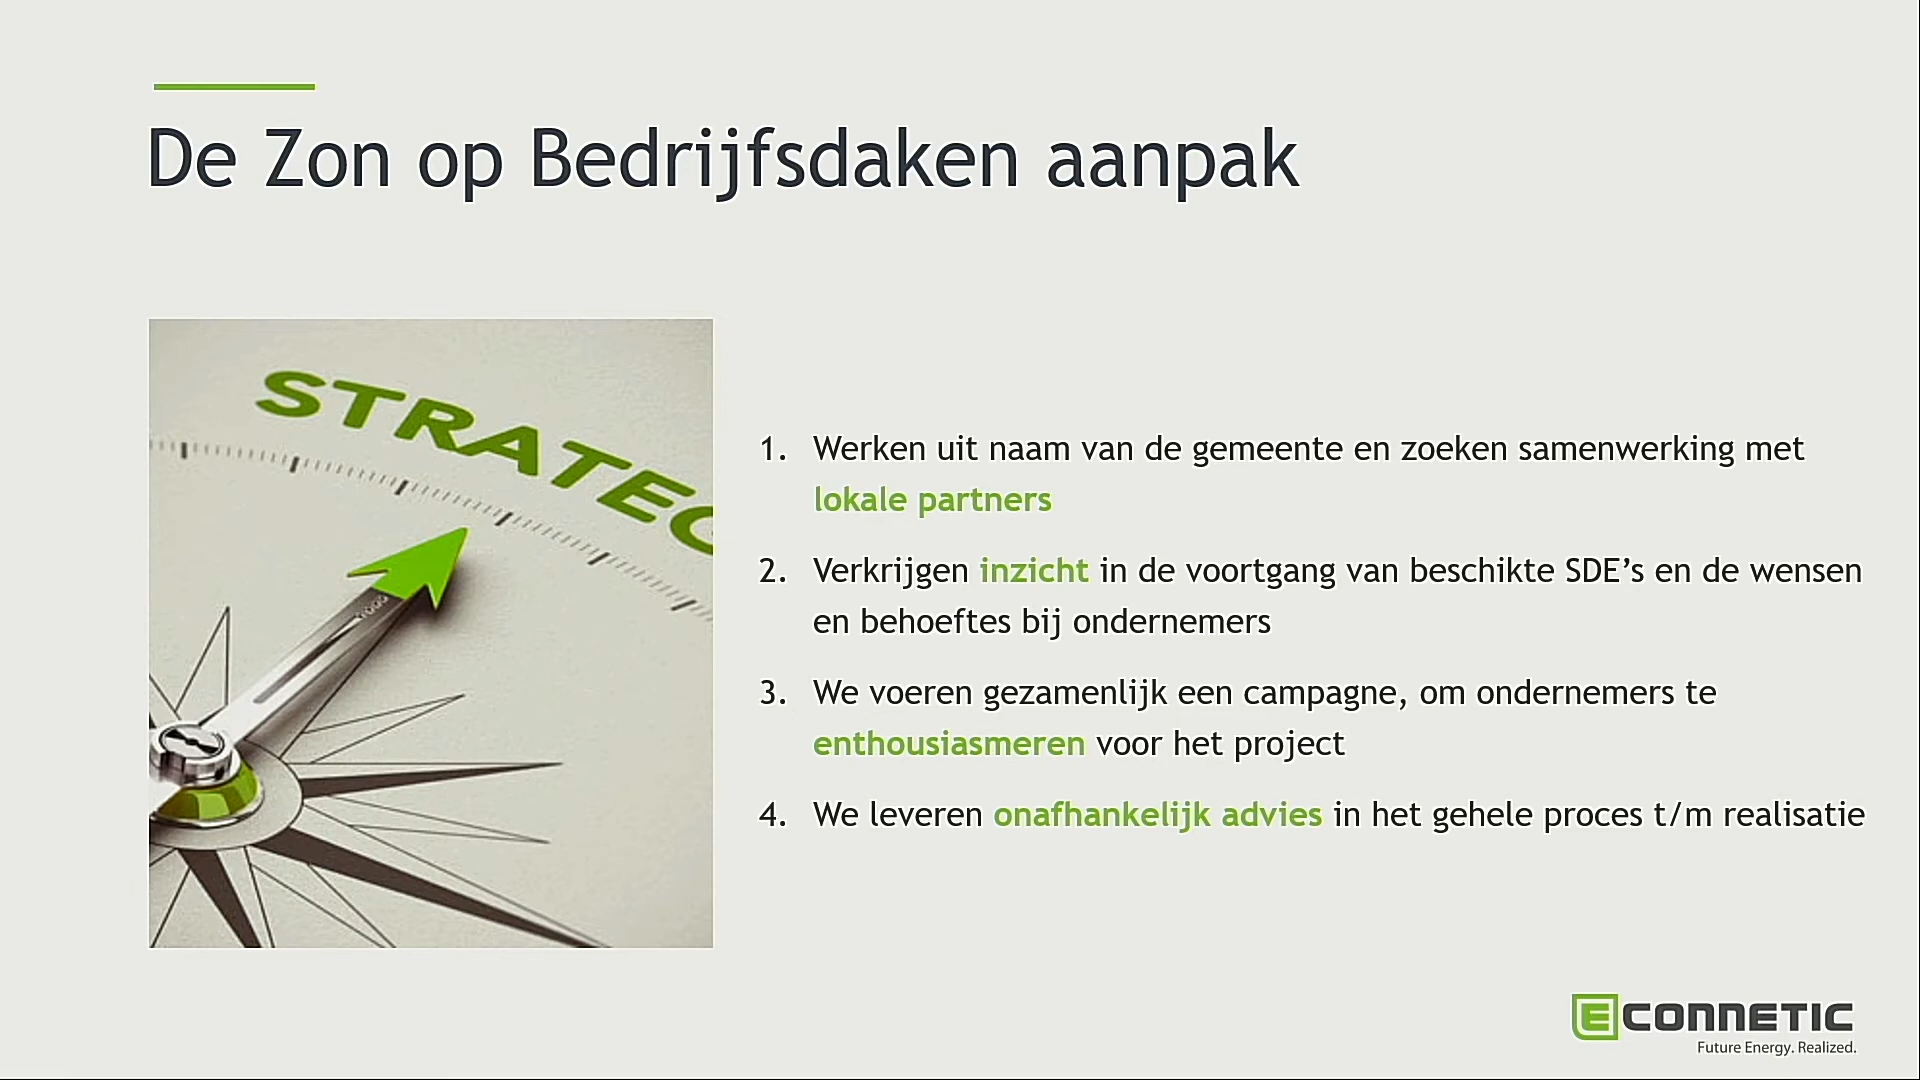 De Zon op Bedrijfsdaken aanpak
STRATEG
1. Werken uit naam van de gemeente en zoeken samenwerking met
lokale partners
2. Verkrijgen inzicht in de voortgang van beschikte SDE’s en de wensen
en behoeftes bij ondernemers
3. We voeren gezamenlijk een campagne, om ondernemers te
enthousiasmeren voor het project
4. We leveren onafhankelijk advies in het gehele proces t/m realisatie
ECONNETIC
Future Energy. Realized.